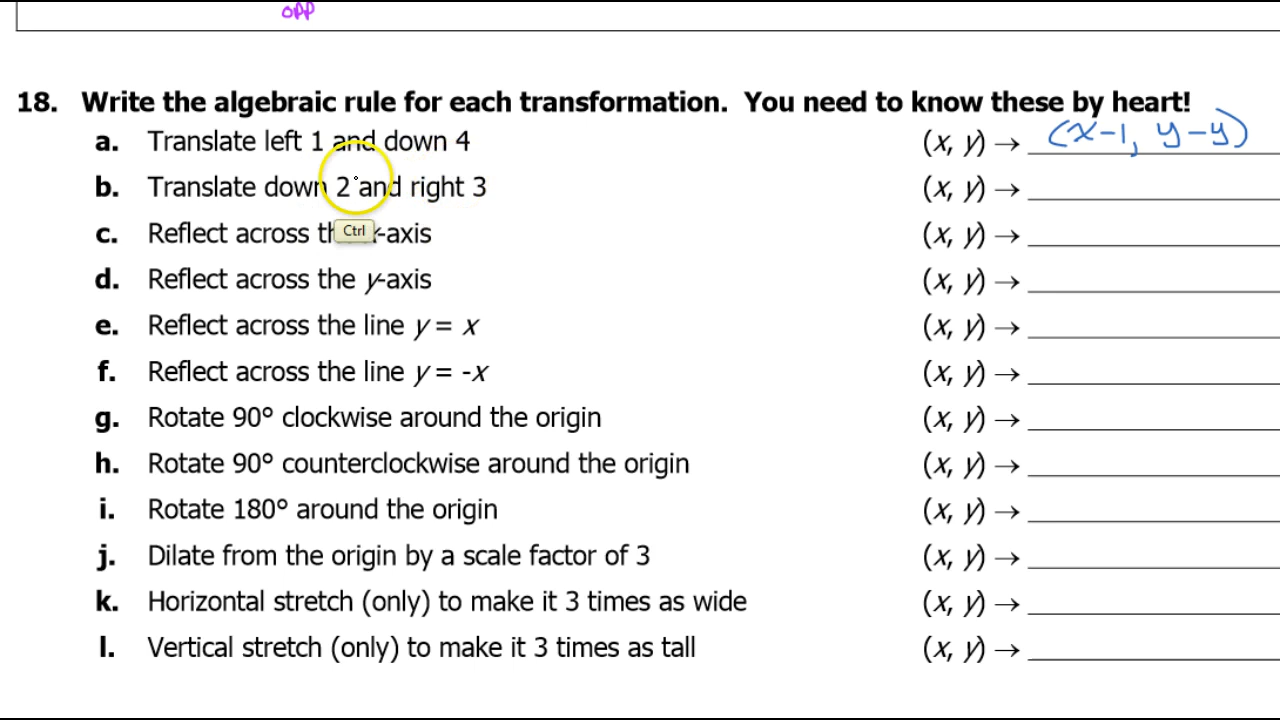 OPP
18. Write the algebraic rule for each transformation. You need to know these by heart!
a. Translate left 1 and down 4 (x, y) → (x-1, y-y)
b. Translate down 2 and right 3 (x, y) →
c. Reflect across Ctrl -axis (x, y) →
d. Reflect across the y-axis (x, y) →
e. Reflect across the line y = x (x, y) →
f. Reflect across the line y = -x (x, y) →
g. Rotate 90° clockwise around the origin (x, y) →
h. Rotate 90° counterclockwise around the origin (x, y) →
i. Rotate 180° around the origin (x, y) →
j. Dilate from the origin by a scale factor of 3 (x, y) →
k. Horizontal stretch (only) to make it 3 times as wide (x, y) →
l. Vertical stretch (only) to make it 3 times as tall (x, y) →